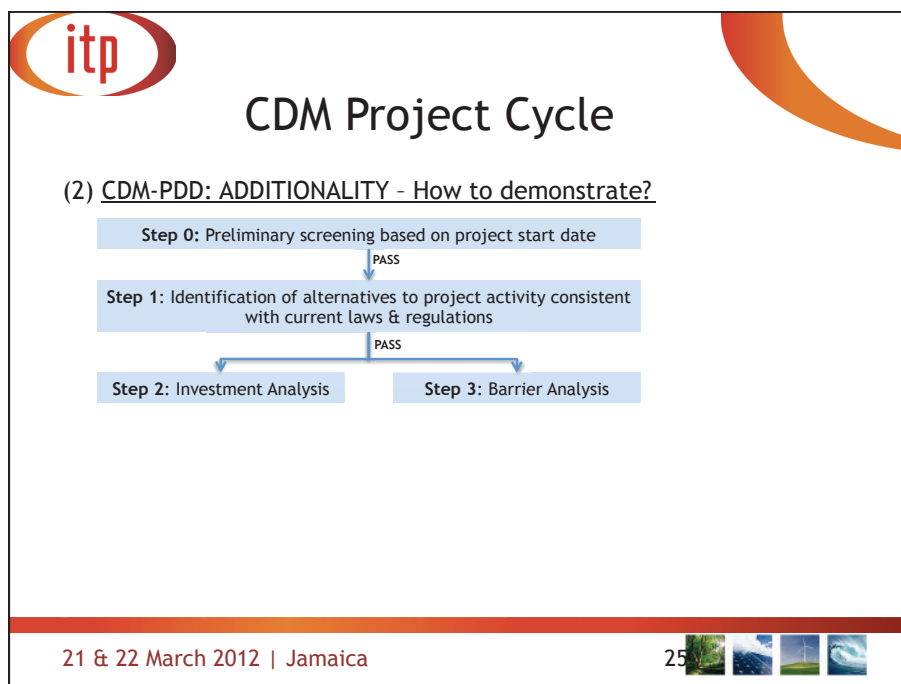 itp
CDM Project Cycle
(2) CDM-PDD: ADDITIONALITY – How to demonstrate?
Step 0: Preliminary screening based on project start date
PASS
Step 1: Identification of alternatives to project activity consistent
with current laws & regulations
PASS
Step 2: Investment Analysis
Step 3: Barrier Analysis
21 & 22 March 2012 | Jamaica
25